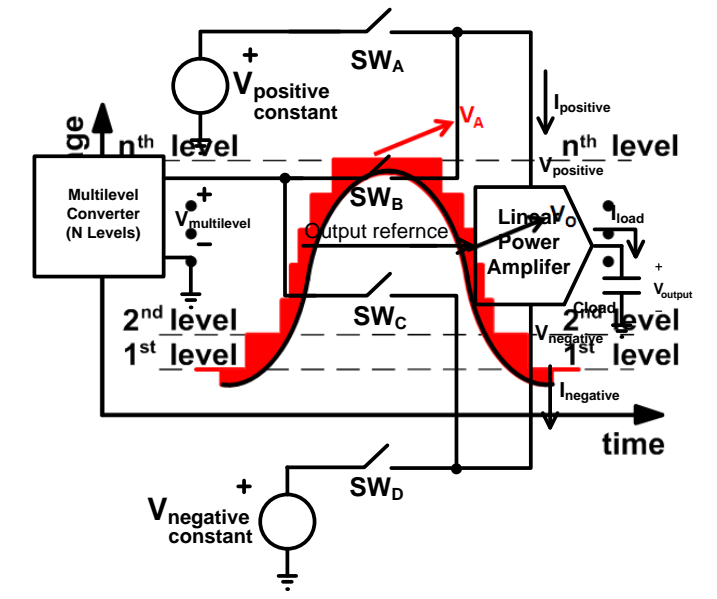 SWA
+
Vpositive
constant
Ipositive
VA
nth level
nth level
Vpositive
Multilevel
Converter
(N Levels)
+
Vmultilevel
−
SWB
Output refernce
Linear
Power
Amplifer
VO
Iload
+
Voutput
−
Cload
SWC
2nd level
2nd level
Vnegative
1st level
1st level
Inegative
time
SWD
+
Vnegative
constant